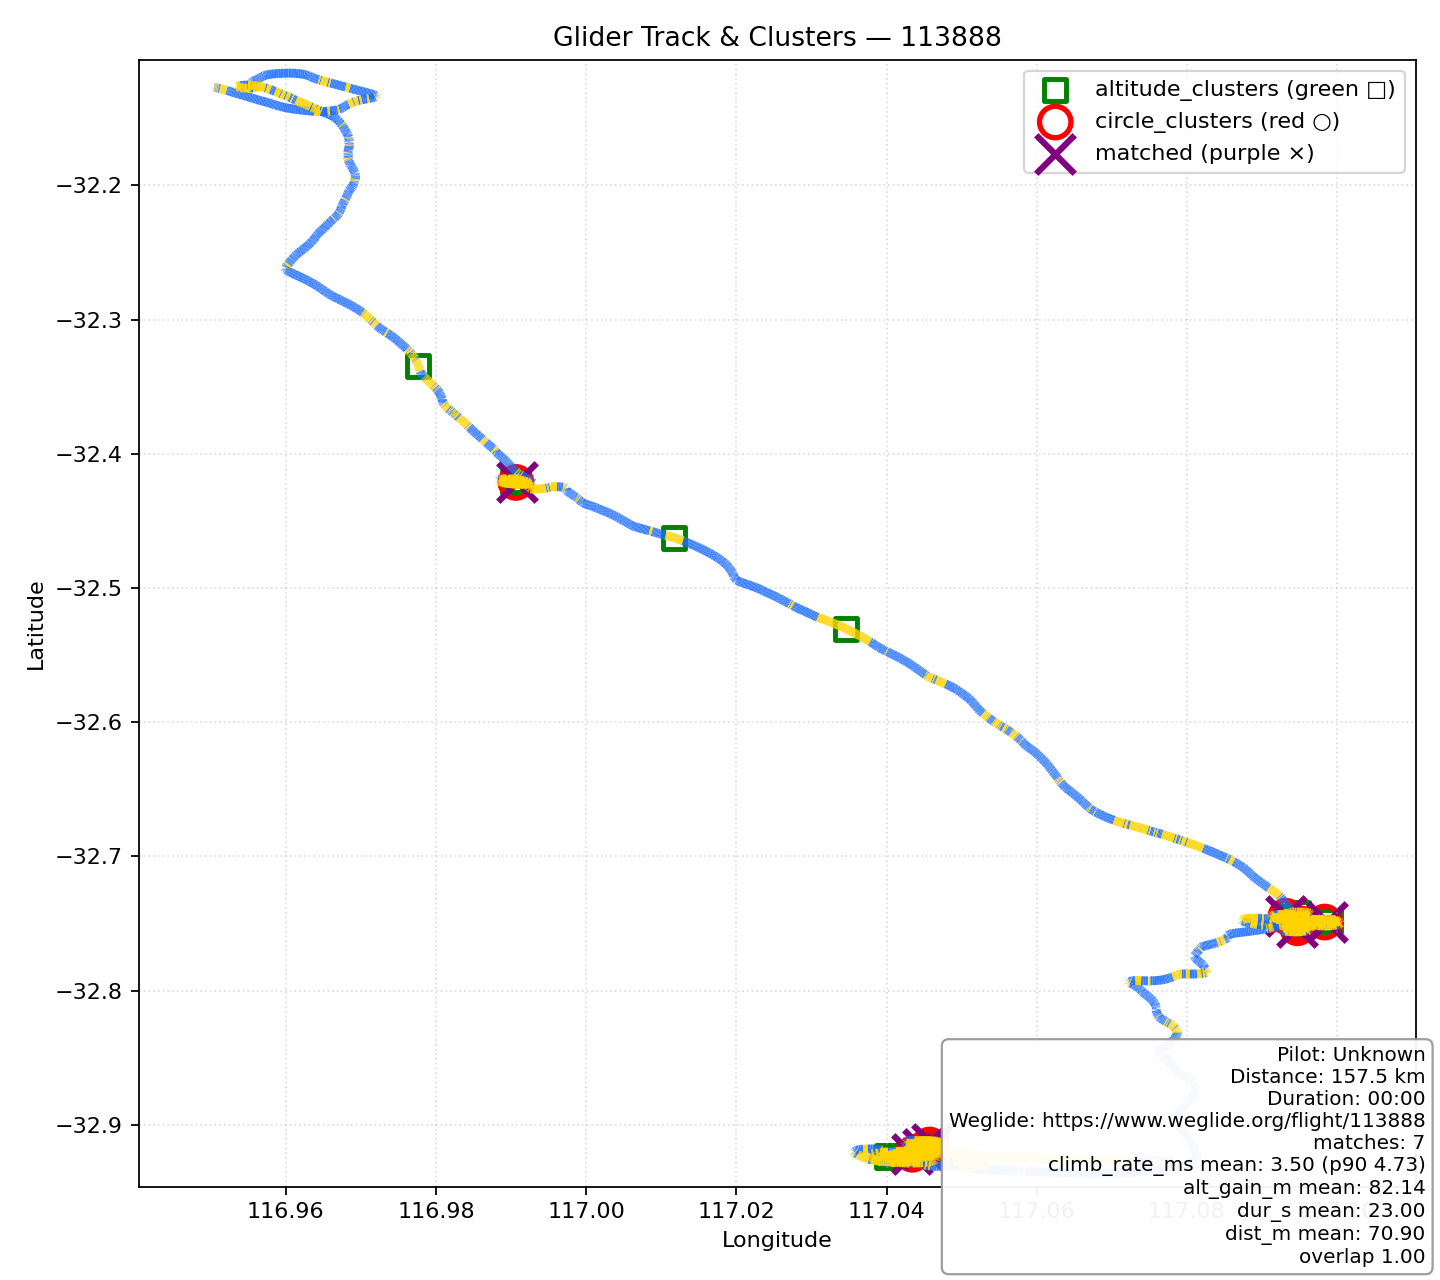 Glider Track & Clusters — 113888
altitude_clusters (green □)
circle_clusters (red ○)
matched (purple ×)
Latitude
−32.2
−32.3
−32.4
−32.5
−32.6
−32.7
−32.8
−32.9
116.96
116.98
117.00
117.02
117.04
117.06
117.08
Longitude
Pilot: Unknown
Distance: 157.5 km
Duration: 00:00
Weglide: https://www.weglide.org/flight/113888
matches: 7
climb_rate_ms mean: 3.50 (p90 4.73)
alt_gain_m mean: 82.14
dur_s mean: 23.00
dist_m mean: 70.90
overlap 1.00